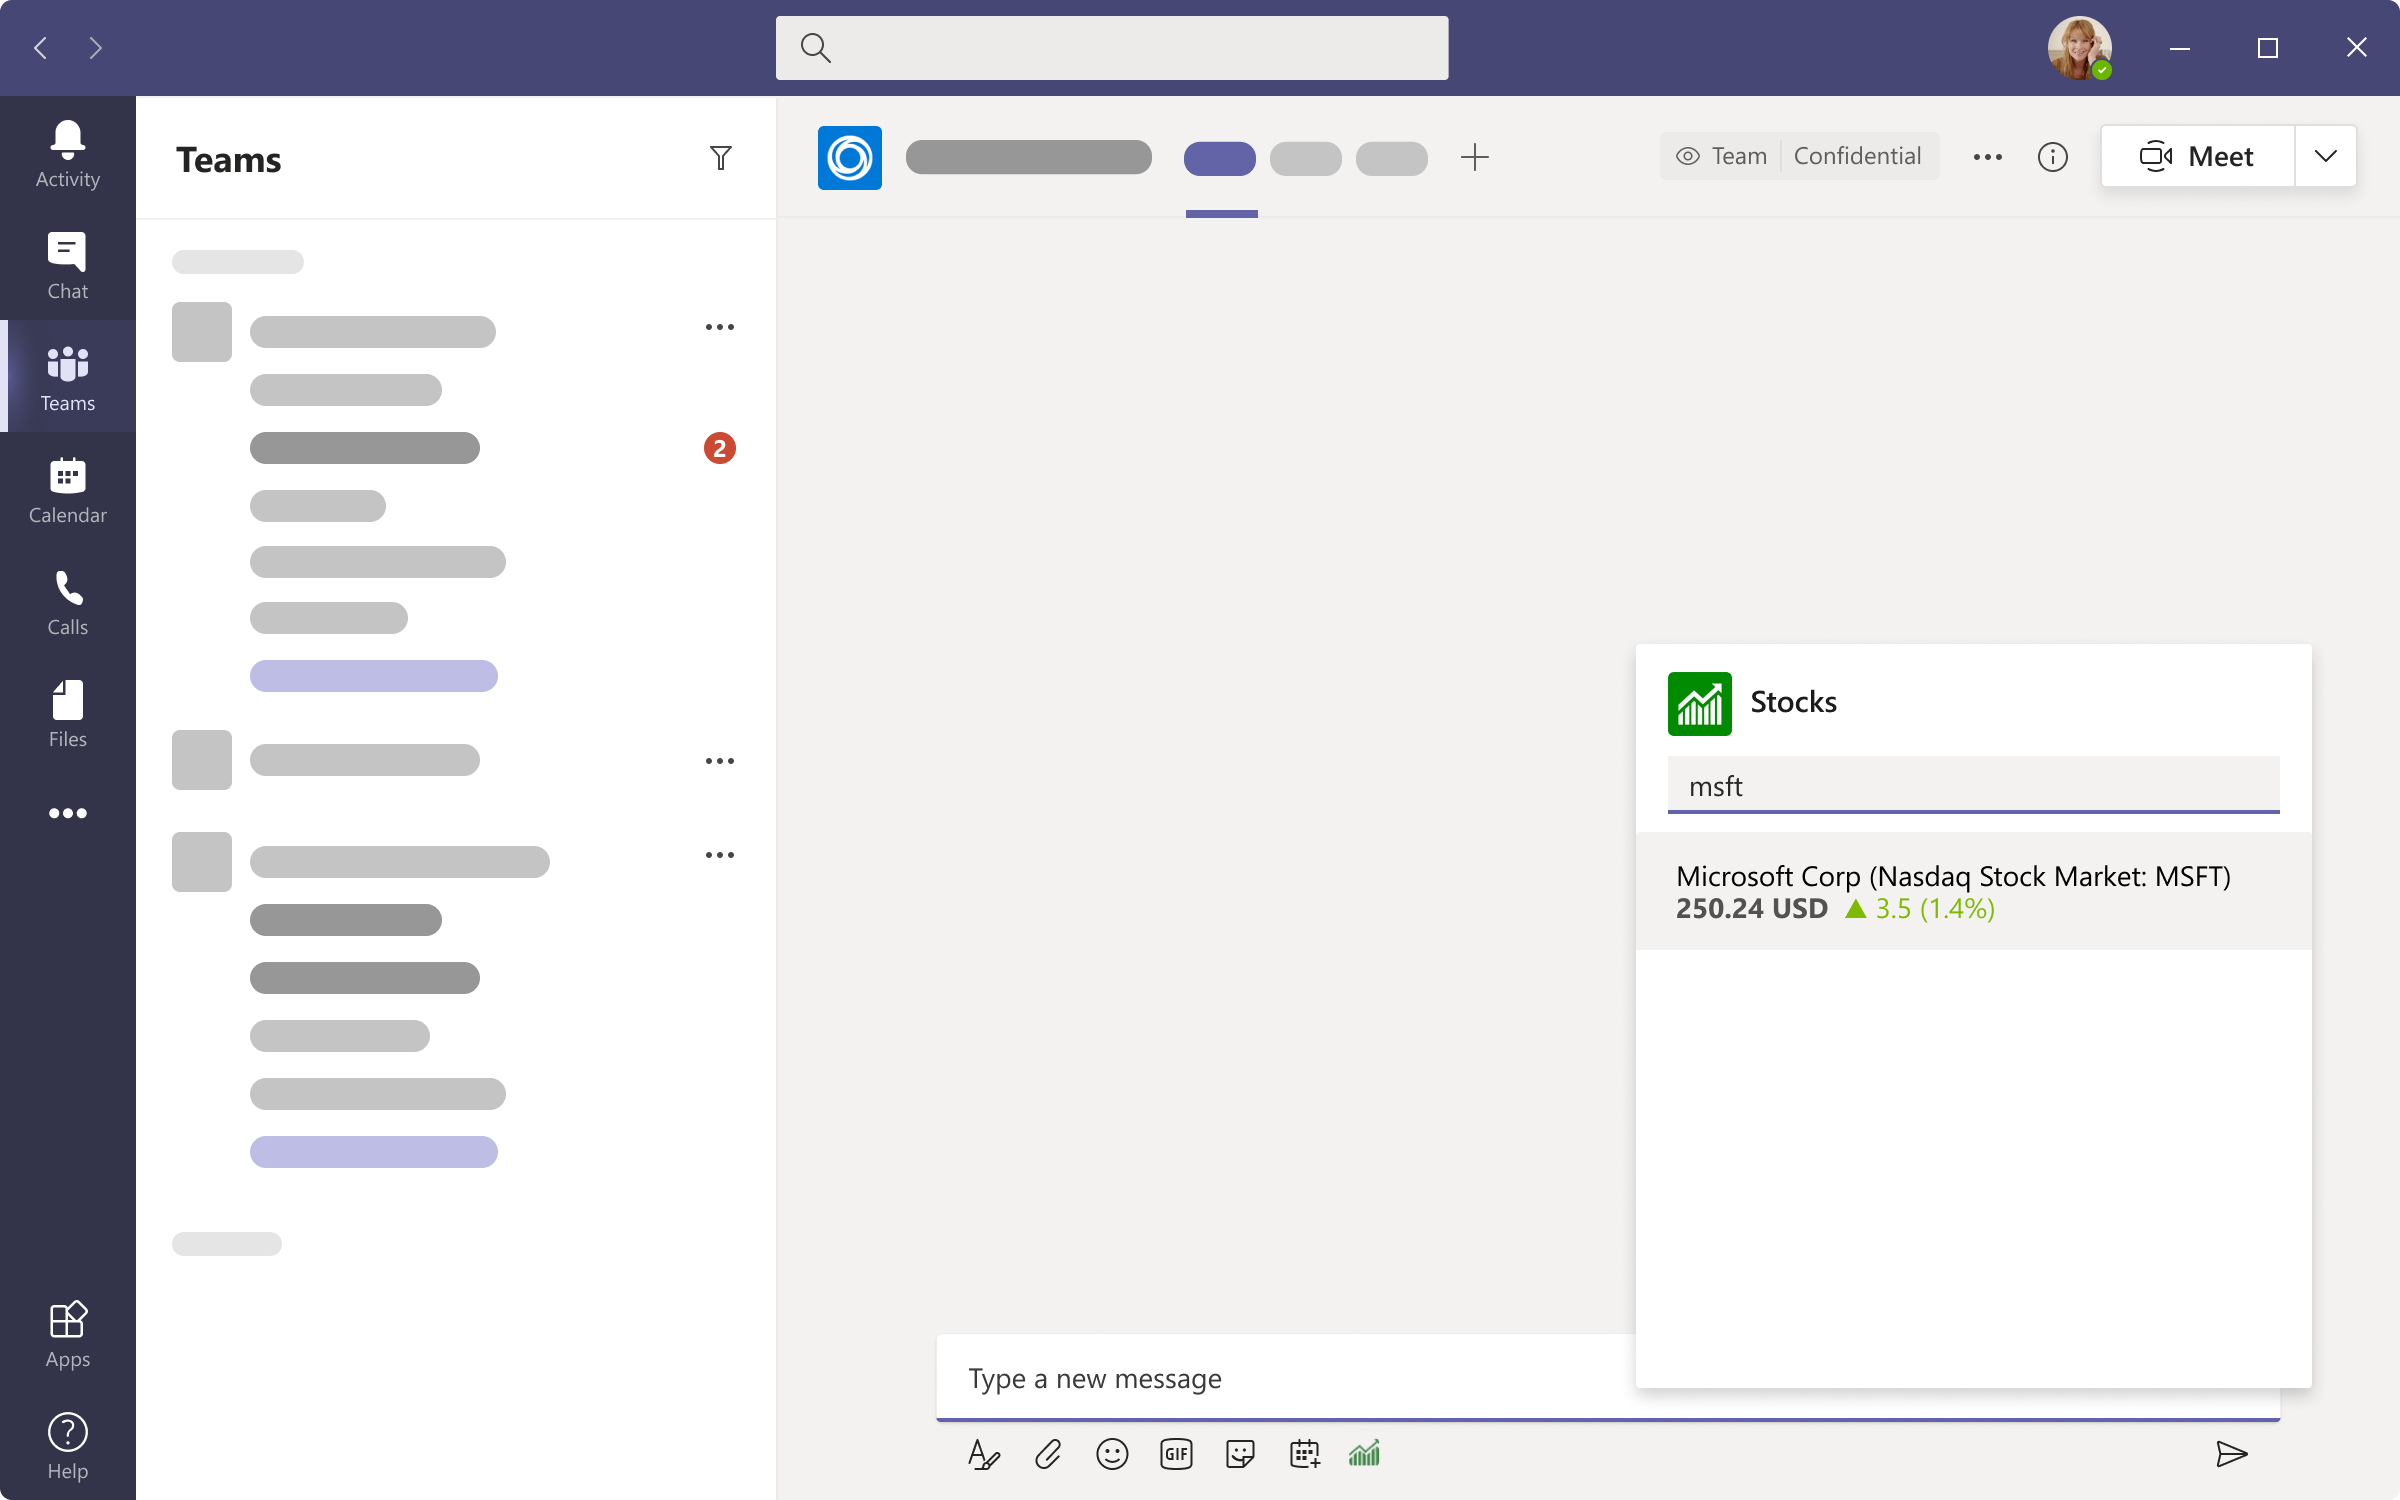 Activity
Chat
Teams
Calendar
Calls
Files
Apps
Help
Teams
2
Team
Confidential
Meet
Stocks
msft
Microsoft Corp (Nasdaq Stock Market: MSFT)
250.24 USD ▲ 3.5 (1.4%)
Type a new message
GIF